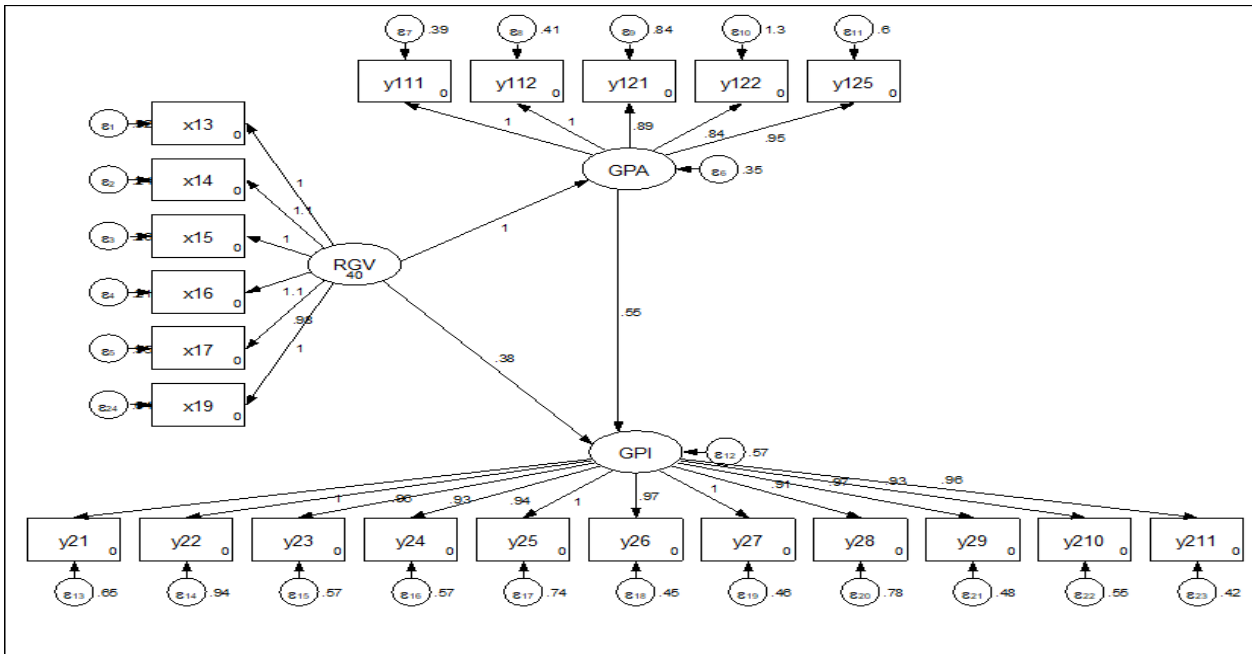 ε7 .39 ε8 .41 ε9 .84 ε10 1.3 ε11 .6
y111 0 y112 0 y121 0 y122 0 y125 0
1 1 .89 .84 .95
GPA ε6 .35
ε1 x13 0
ε2 x14 0
ε3 x15 0
ε4 x16 0
ε5 x17 0
ε24 x19 0
1
1.1
1
1.1
.98
1
RGV
40
1
.55
.38
GPI ε12 .57
1 .96 .93 .94 1 .97 1 .91 .97 .93 .96
y21 0 y22 0 y23 0 y24 0 y25 0 y26 0 y27 0 y28 0 y29 0 y210 0 y211 0
ε13 .65 ε14 .94 ε15 .57 ε16 .57 ε17 .74 ε18 .45 ε19 .46 ε20 .78 ε21 .48 ε22 .55 ε23 .42